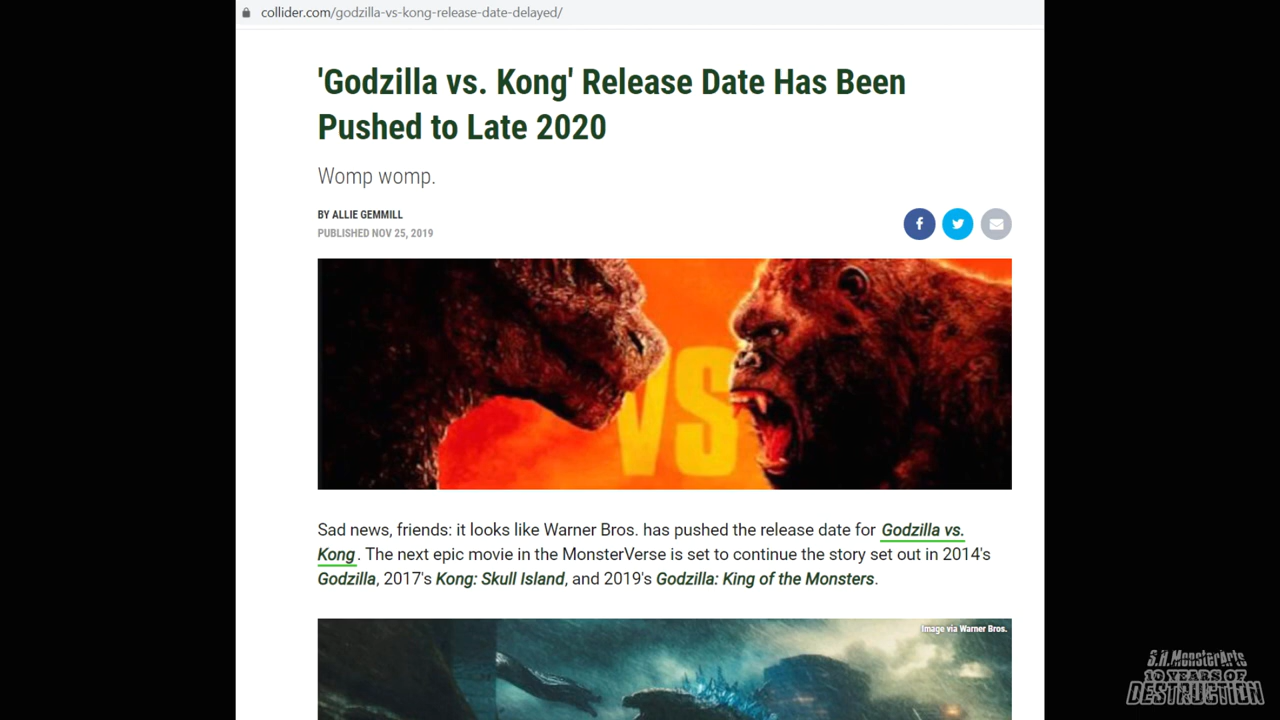 collider.com/godzilla-vs-kong-release-date-delayed/
'Godzilla vs. Kong' Release Date Has Been
Pushed to Late 2020
Womp womp.
BY ALLIE GEMMILL
PUBLISHED NOV 25, 2019
VS
Sad news, friends: it looks like Warner Bros. has pushed the release date for Godzilla vs.
Kong. The next epic movie in the MonsterVerse is set to continue the story set out in 2014's
Godzilla, 2017's Kong: Skull Island, and 2019's Godzilla: King of the Monsters.
Image via Warner Bros.
S.H.MonsterArts
10 YEARS OF
DESTRUCTION